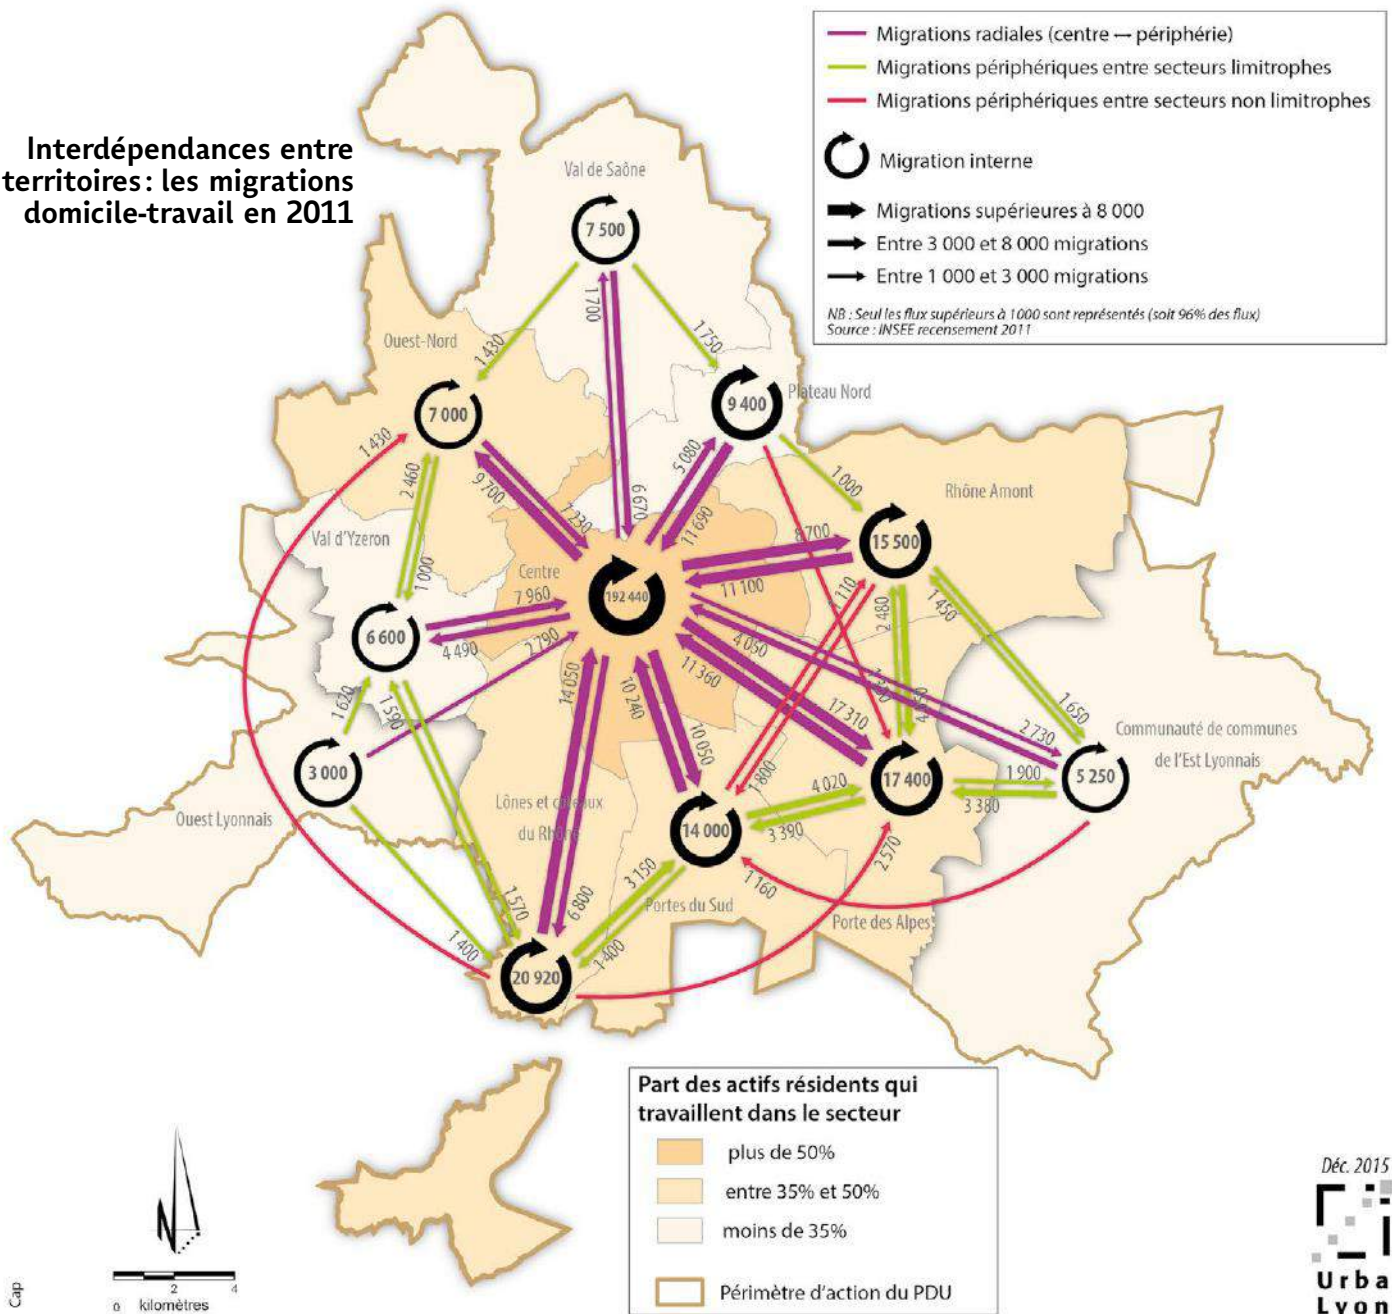 Interdépendances entre
territoires : les migrations
domicile-travail en 2011
Migrations radiales (centre ↔ périphérie)
Migrations périphériques entre secteurs limitrophes
Migrations périphériques entre secteurs non limitrophes
Migration interne
Migrations supérieures à 8 000
Entre 3 000 et 8 000 migrations
Entre 1 000 et 3 000 migrations
NB : Seul les flux supérieurs à 1000 sont représentés (soit 96% des flux)
Source : INSEE recensement 2011
Val de Saône
7 500
1 700
1 430
1 750
Ouest-Nord
7 000
9 400
Plateau Nord
1 430
2 460
9 700
7 230
6 670
5 080
11 690
1 000
Rhône Amont
Val d'Yzeron
1 000
Centre
192 440
8 700
11 100
15 500
7 960
6 600
4 490
2 790
1 110
2 480
1 450
1 620
1 590
14 050
10 240
11 360
4 050
17 310
1 650
2 730
Communauté de communes
de l'Est Lyonnais
3 000
10 050
1 800
4 020
17 400
1 900
5 250
3 380
Ouest Lyonnais
Lônes et coteaux
du Rhône
14 000
3 390
2 570
1 570
6 800
3 150
1 160
Portes du Sud
Porte des Alpes
1 400
1 400
20 920
Part des actifs résidents qui
travaillent dans le secteur
plus de 50%
entre 35% et 50%
moins de 35%
Périmètre d'action du PDU
N
0 2 4
kilomètres
Cap
Déc. 2015
Urba
Lyon